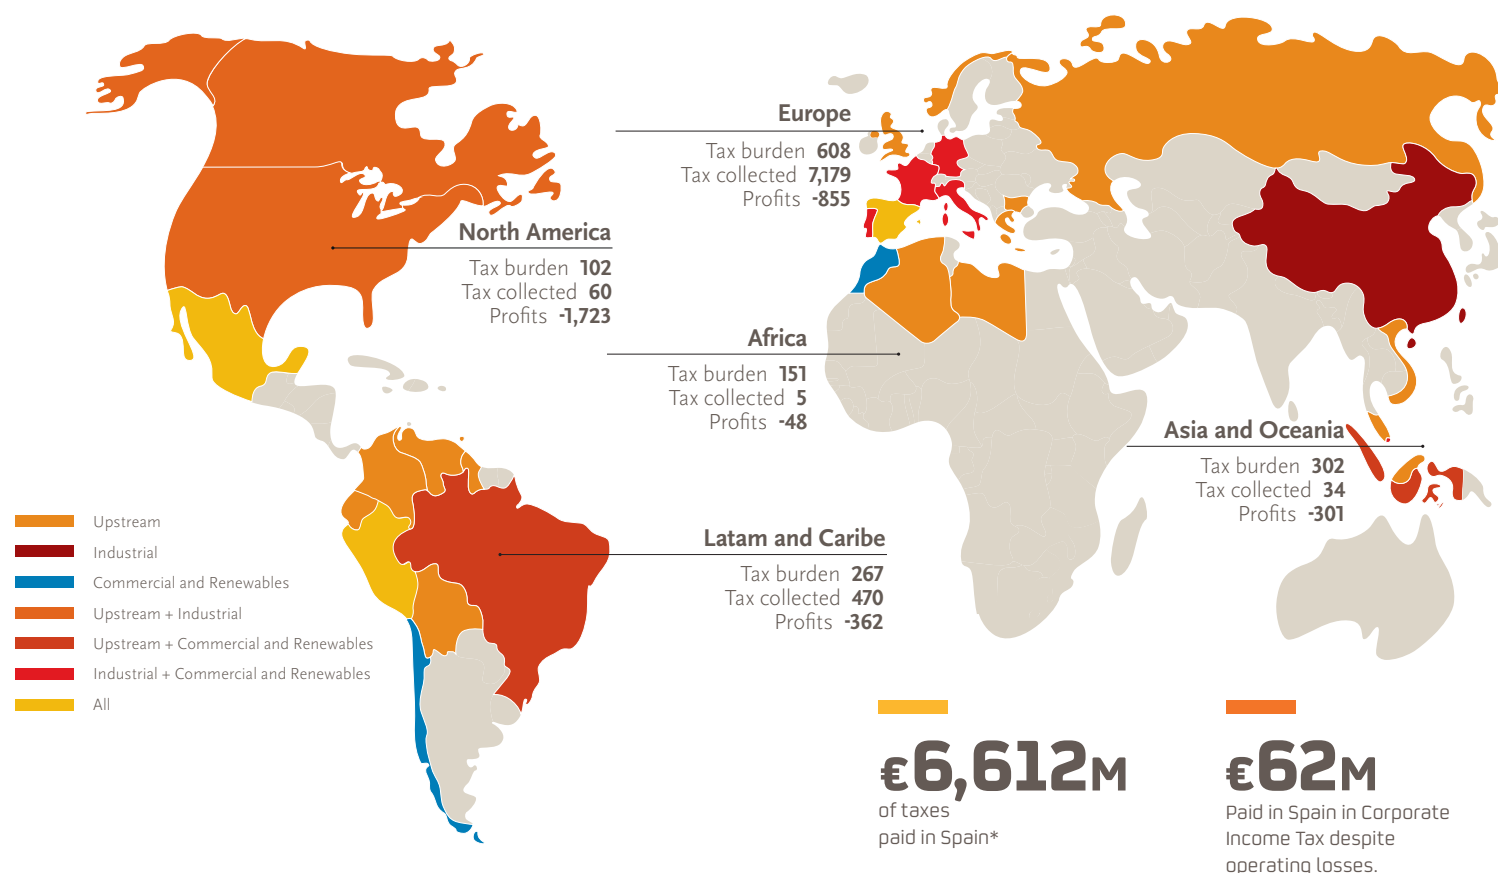 Europe
Tax burden 608
Tax collected 7,179
Profits -855
North America
Tax burden 102
Tax collected 60
Profits -1,723
Africa
Tax burden 151
Tax collected 5
Profits -48
Asia and Oceania
Tax burden 302
Tax collected 34
Profits -301
Latam and Caribe
Tax burden 267
Tax collected 470
Profits -362
Upstream
Industrial
Commercial and Renewables
Upstream + Industrial
Upstream + Commercial and Renewables
Industrial + Commercial and Renewables
All
€6,612M
of taxes
paid in Spain*
€62M
Paid in Spain in Corporate
Income Tax despite
operating losses.